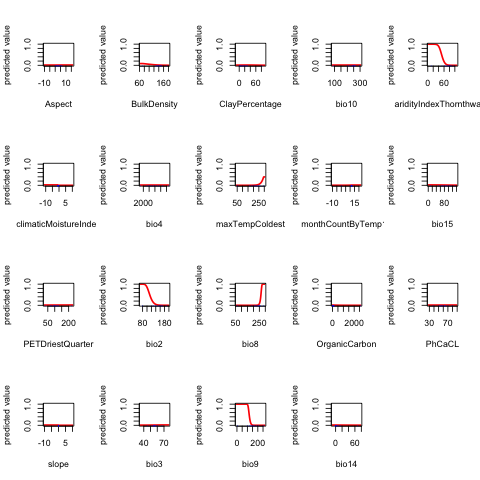 predicted value
0.0 1.0
-10 10
Aspect
predicted value
0.0 1.0
60 160
BulkDensity
predicted value
0.0 1.0
0 60
ClayPercentage
predicted value
0.0 1.0
100 300
bio10
predicted value
0.0 1.0
0 60
aridityIndexThornthwa
predicted value
0.0 1.0
-10 5
climaticMoistureInde
predicted value
0.0 1.0
2000
bio4
predicted value
0.0 1.0
50 250
maxTempColdest
predicted value
0.0 1.0
-10 15
monthCountByTemp
predicted value
0.0 1.0
0 80
bio15
predicted value
0.0 1.0
50 200
PETDriestQuarter
predicted value
0.0 1.0
80 180
bio2
predicted value
0.0 1.0
50 250
bio8
predicted value
0.0 1.0
0 2000
OrganicCarbon
predicted value
0.0 1.0
30 70
PhCaCL
predicted value
0.0 1.0
-10 5
slope
predicted value
0.0 1.0
40 70
bio3
predicted value
0.0 1.0
0 200
bio9
predicted value
0.0 1.0
0 60
bio14